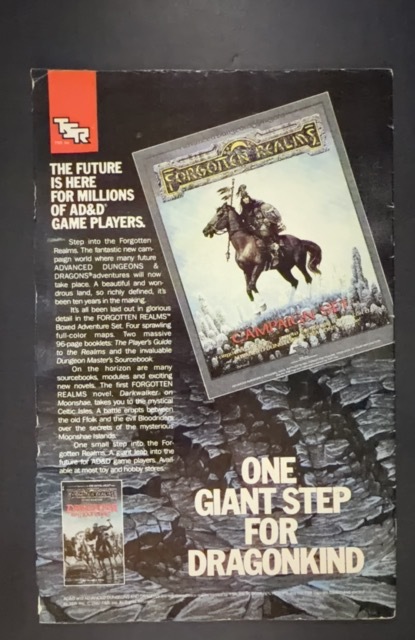 TSR
THE FUTURE
IS HERE
FOR MILLIONS
OF AD&D®
GAME PLAYERS.
Step into the Forgotten
Realms. The fantastic new cam-
paign world where many future
ADVANCED DUNGEONS &
DRAGONS® adventures will now
take place. A beautiful and won-
drous land, so richly defined, it's
been ten years in the making.
It's all been laid out in glorious
detail in the FORGOTTEN REALMS™
Boxed Adventure Set. Four sprawling
full-color maps. Two massive
96-page booklets: The Player's Guide
to the Realms and the invaluable
Dungeon Master's Sourcebook.
On the horizon are many
sourcebooks, modules and exciting
new novels. The first FORGOTTEN
REALMS novel, Darkwalker on
Moonshae, takes you to the mystical
Celtic Isles. A battle erupts between
the old Ffolk and the evil Bloodriders
over the secrets of the mysterious
Moonshae Islands.
One small step into the For-
gotten Realms. A giant leap into the
future for AD&D game players. Avail-
able at most toy and hobby stores.
FORGOTTEN REALMS
CAMPAIGN SET
FORGOTTEN REALMS
ONE
GIANT STEP
FOR
DRAGONKIND